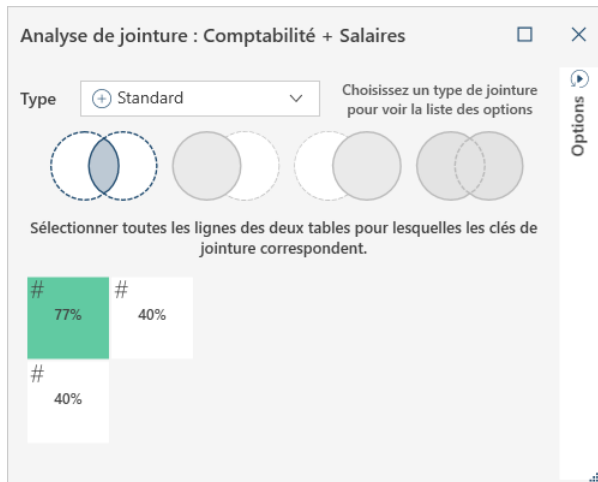 Analyse de jointure : Comptabilité + Salaires
Type
Standard
Choisissez un type de jointure
pour voir la liste des options
Options
Sélectionner toutes les lignes des deux tables pour lesquelles les clés de
jointure correspondent.
# #
77% 40%
#
40%